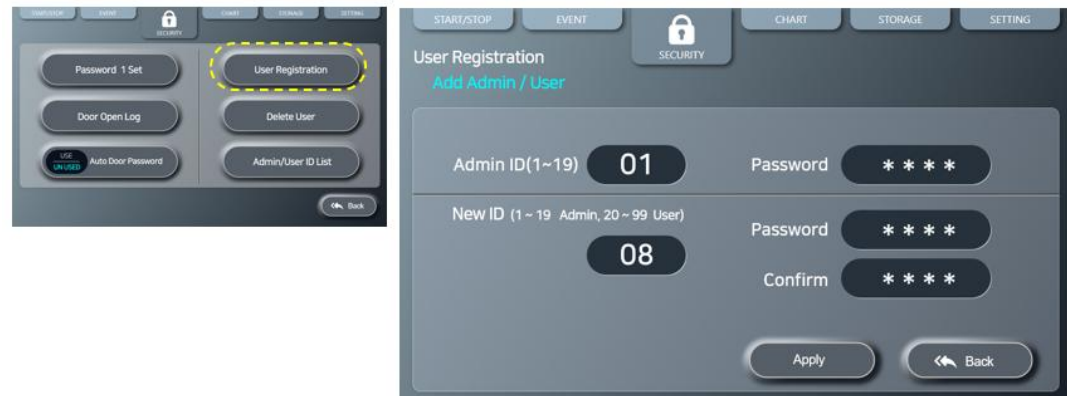 START/STOP EVENT SECURITY CHART STORAGE SETTING
Password 1 Set
User Registration
Door Open Log
Delete User
USE
UN USED
Auto Door Password
Admin/User ID List
Back
START/STOP EVENT SECURITY CHART STORAGE SETTING
User Registration
Add Admin / User
Admin ID(1~19) 01 Password ****
New ID (1 ~ 19 Admin, 20 ~ 99 User)
08
Password ****
Confirm ****
Apply Back